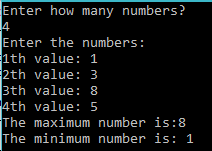 Enter how many numbers?
4
Enter the numbers:
1th value: 1
2th value: 3
3th value: 8
4th value: 5
The maximum number is:8
The minimum number is: 1